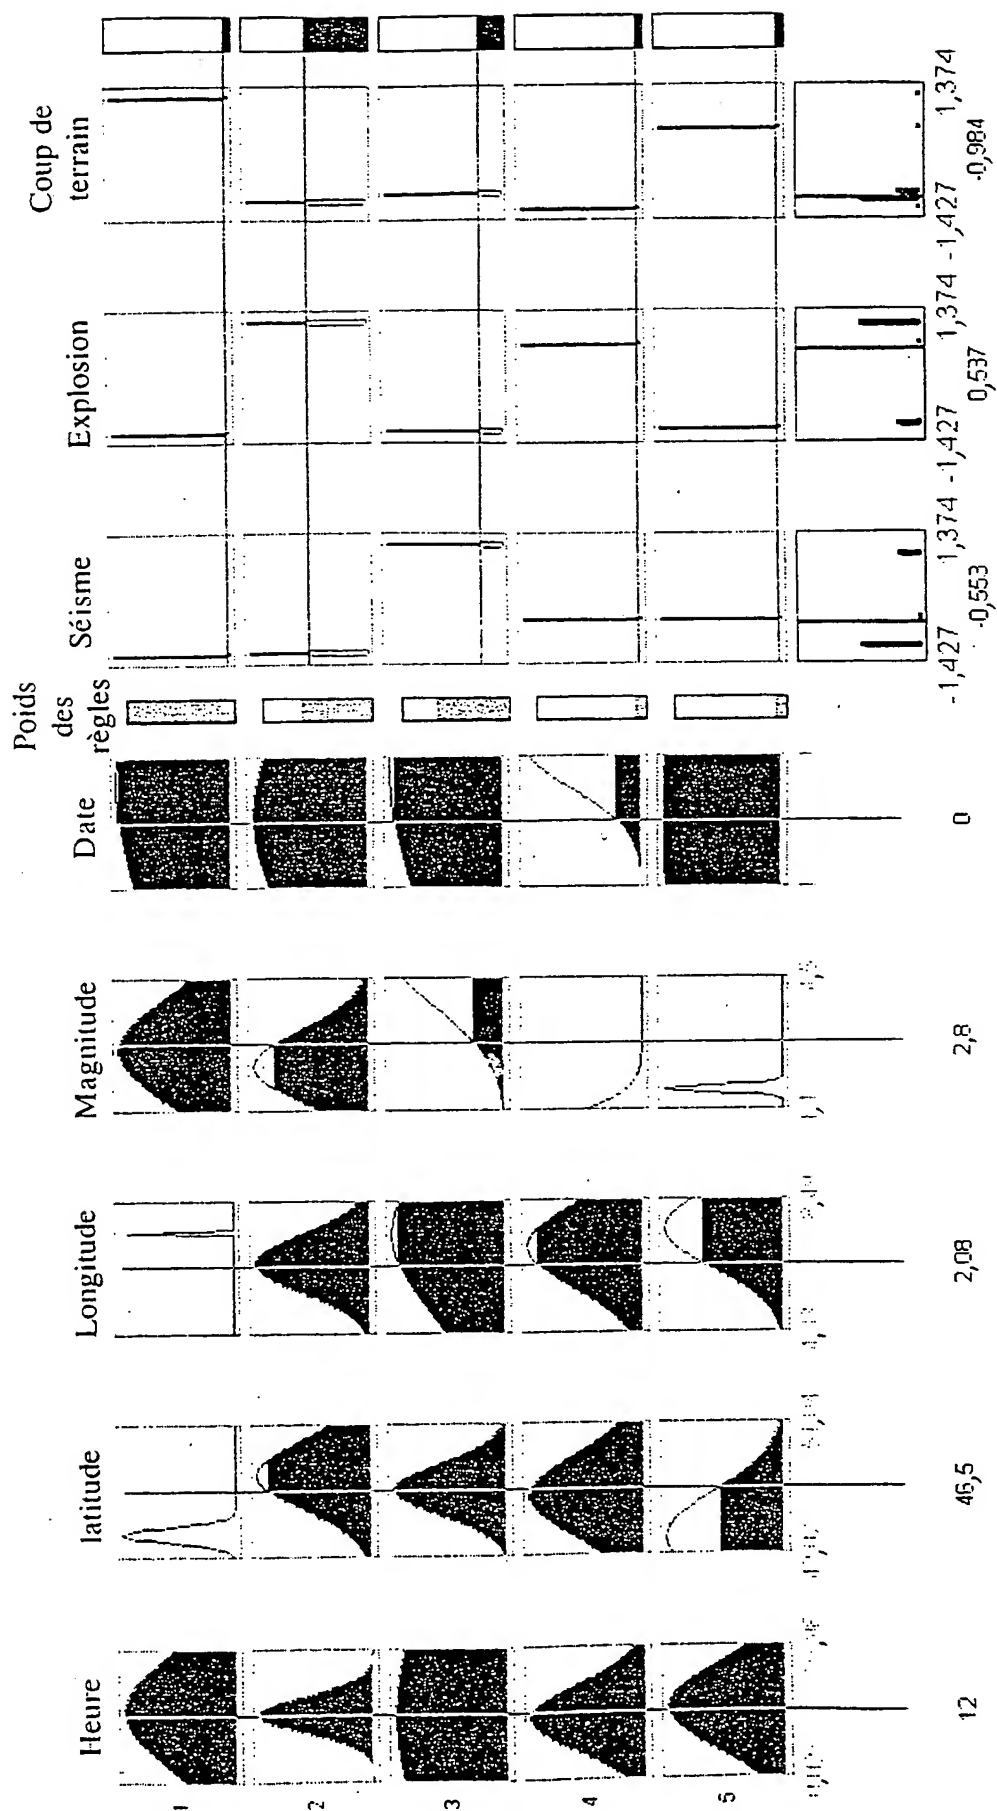 Heure
latitude
Longitude
Magnitude
Date
Poids
des
règles
Séisme
Explosion
Coup de
terrain
1
2
3
4
5
12
46,5
2,08
2,8
0
-1,427 1,374
-0,553
-1,427 1,374
0,537
-1,427 1,374
-0,984